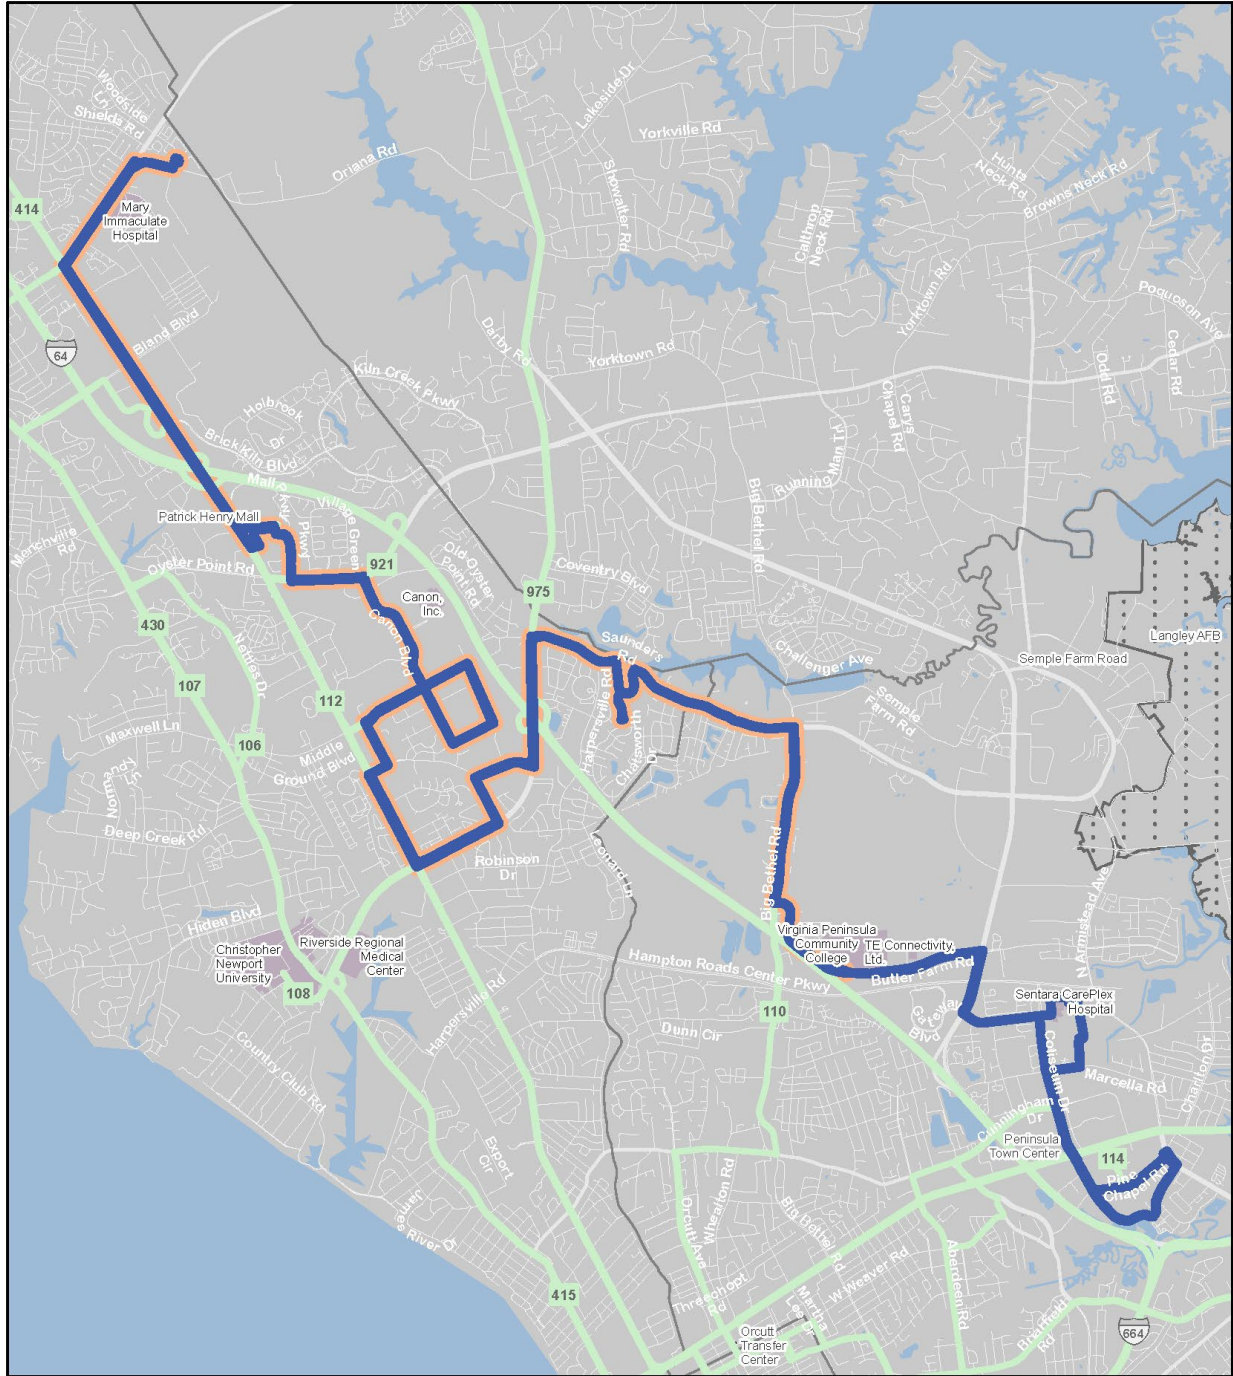 Woodside
Ln
Shields Rd
Lakeside Dr
Yorkville Rd
Oriana Rd
Showalter Rd
Hunts
Neck Rd
Browns Neck Rd
414
Mary
Immaculate
Hospital
Calthrop
Neck Rd
Yorktown Rd
Poquoson Ave
Bland Blvd
64
Darby Rd
Yorktown Rd
Odd Rd
Cedar Rd
Kiln Creek Pkwy
Holbrook
Dr
Carys
Chapel Rd
Brick Kiln Blvd
Running Man Trl
Big Bethel Rd
Mall Pkwy
Pkwy
Village Green
Patrick Henry Mall
Menchville
Rd
Oyster Point Rd
921
Old Oyster
Point Rd
Coventry Blvd
975
Canon,
Inc.
Canon Blvd
430
Nettles Dr
Langley AFB
Saunders
Rd
Challenger Ave
Semple Farm Road
107
112
Harpersville Rd
Semple
Farm Rd
Maxwell Ln
106
Middle
Ground Blvd
Chatsworth
Dr
Deep Creek Rd
Robinson
Dr
Leonard Ln
Big Bethel Rd
N Armistead Ave
Hiden Blvd
Christopher
Newport
University
Riverside Regional
Medical
Center
Virginia Peninsula
Community
College
TE Connectivity,
Ltd.
Hampton Roads Center Pkwy
Butler Farm Rd
108
Sentara CarePlex
Hospital
110
Gateway
Blvd
Harpersville Rd
Dunn Cir
Coliseum Dr
Country Club Rd
Marcella Rd
Charlton Dr
Cunningham
Dr
Export
Cir
Peninsula
Town Center
114
Pine
Chapel Rd
Wheaton Rd
Orcutt Ave
Big Bethel Rd
James River Dr
W Weaver Rd
Aberdeen Rd
415
Threechopt
Rd
Martha
Lee Dr
Briarfield
Rd
664
Orcutt
Transfer
Center